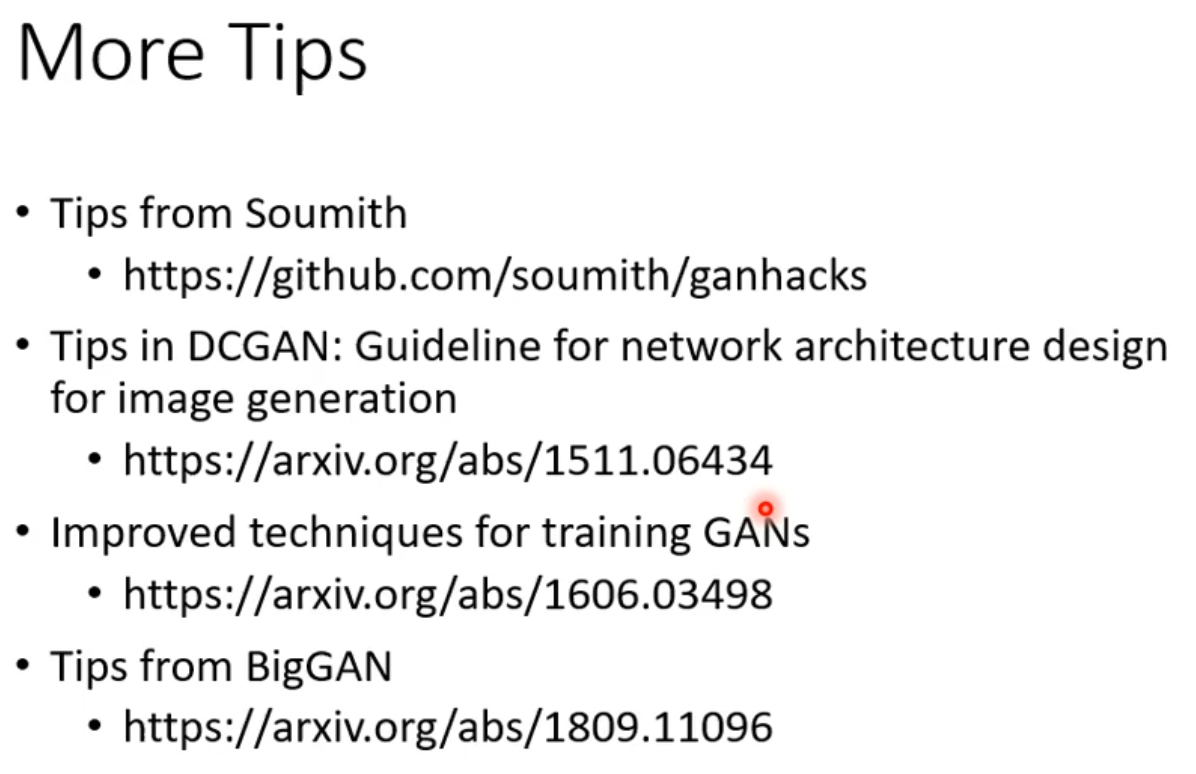 More Tips
• Tips from Soumith
• https://github.com/soumith/ganhacks
• Tips in DCGAN: Guideline for network architecture design
for image generation
• https://arxiv.org/abs/1511.06434
• Improved techniques for training GANs
• https://arxiv.org/abs/1606.03498
• Tips from BigGAN
• https://arxiv.org/abs/1809.11096